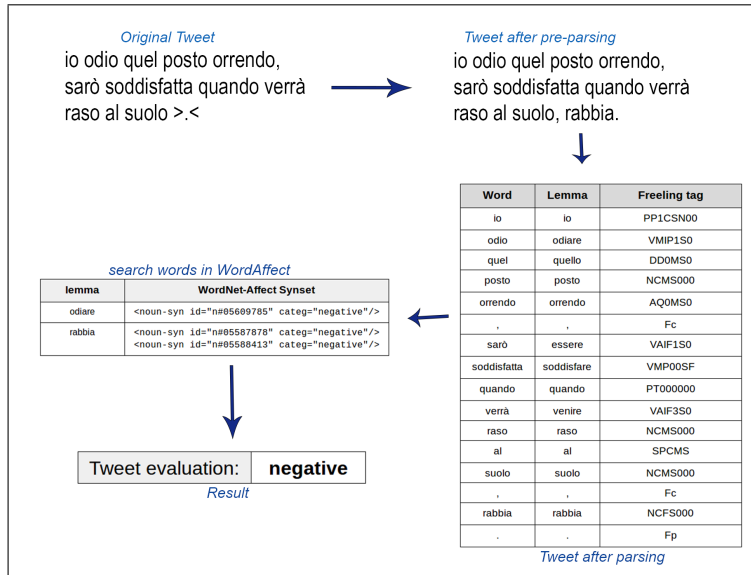 Original Tweet
io odio quel posto orrendo,
sarò soddisfatta quando verrà
raso al suolo >.<
Tweet after pre-parsing
io odio quel posto orrendo,
sarò soddisfatta quando verrà
raso al suolo, rabbia.
Word Lemma Freeling tag
io io PP1CSN00
odio odiare VMIP1S0
quel quello DD0MS0
posto posto NCMS000
orrendo orrendo AQ0MS0
, , Fc
sarò essere VAIF1S0
soddisfatta soddisfare VMP00SF
quando quando PT000000
verrà venire VAIF3S0
raso raso NCMS000
al al SPCMS
suolo suolo NCMS000
, , Fc
rabbia rabbia NCFS000
. . Fp
Tweet after parsing
search words in WordAffect
lemma WordNet-Affect Synset
odiare <noun-syn id="n#05609785" categ="negative"/>
rabbia <noun-syn id="n#05587878" categ="negative"/>
<noun-syn id="n#05588413" categ="negative"/>
Tweet evaluation: negative
Result